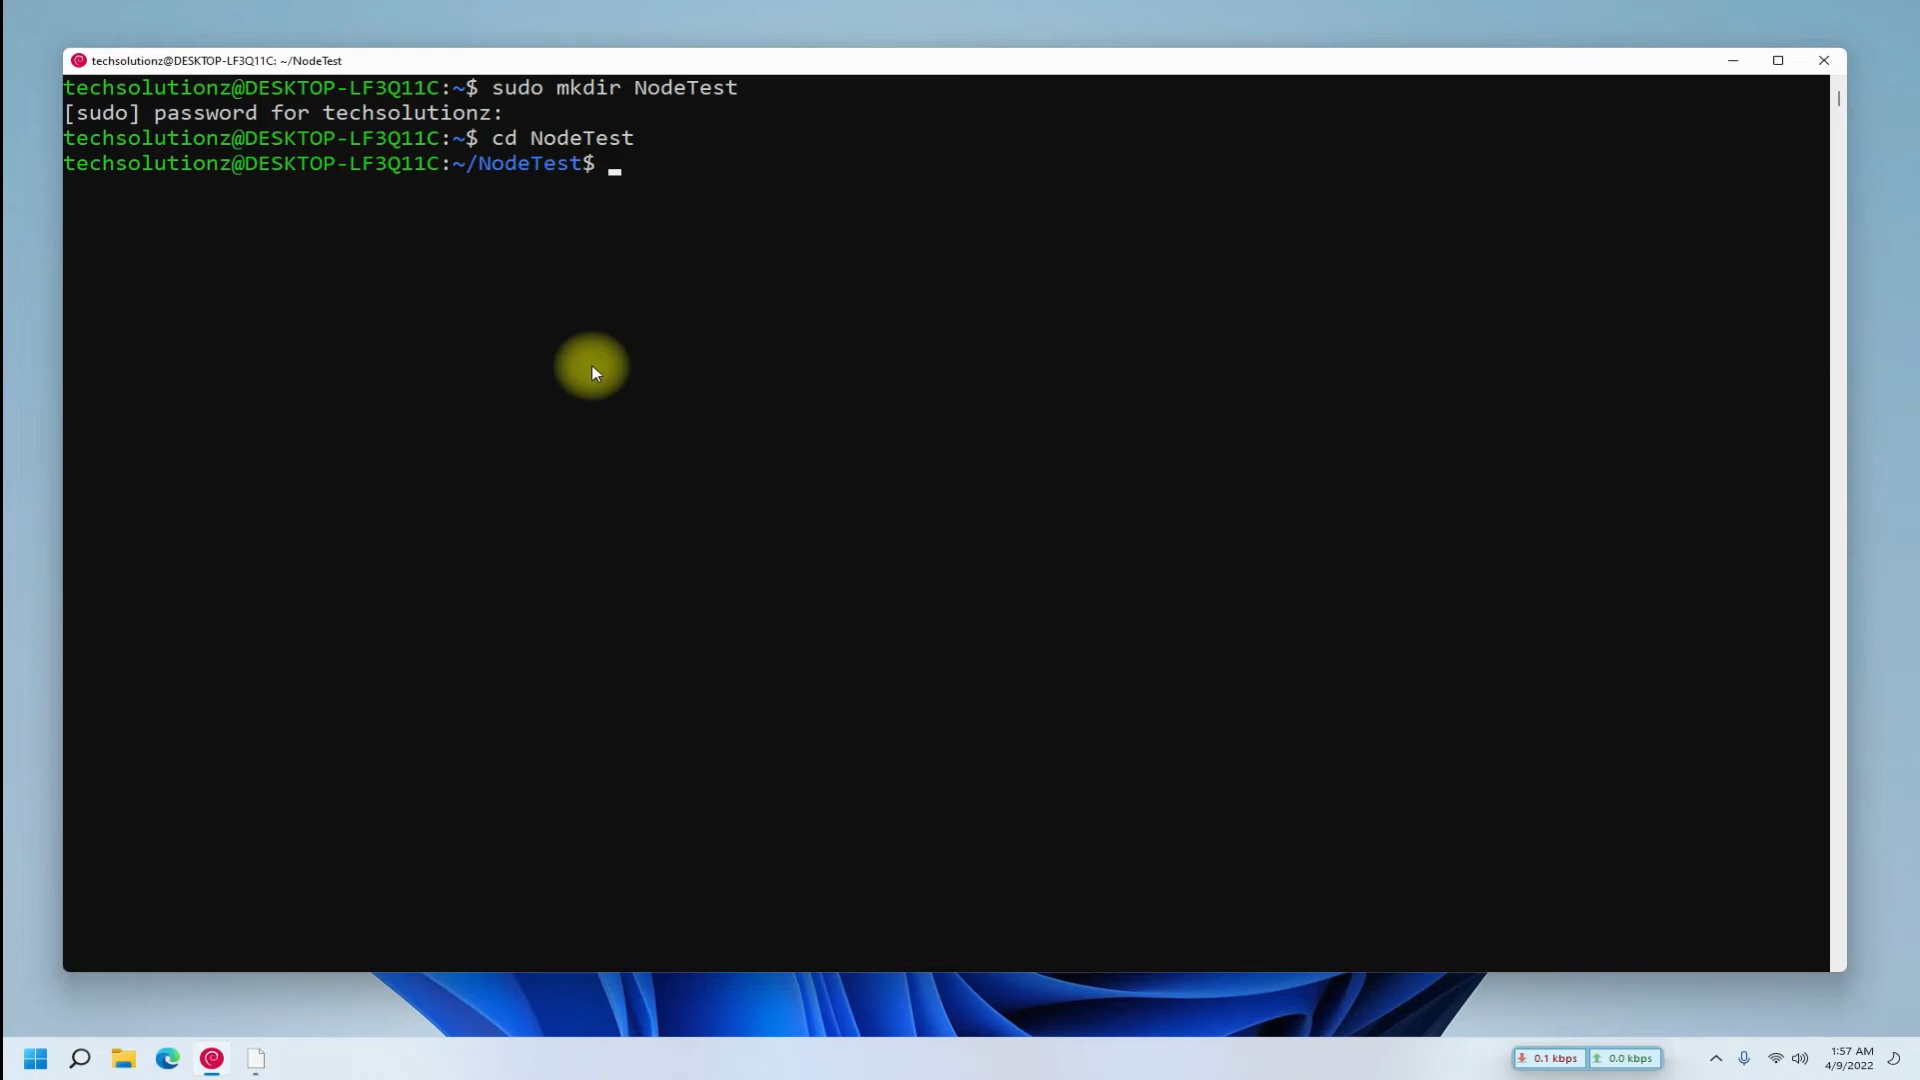 techsolutionz@DESKTOP-LF3Q11C: ~/NodeTest
techsolutionz@DESKTOP-LF3Q11C:~$ sudo mkdir NodeTest
[sudo] password for techsolutionz:
techsolutionz@DESKTOP-LF3Q11C:~$ cd NodeTest
techsolutionz@DESKTOP-LF3Q11C:~/NodeTest$
0.1 kbps 0.0 kbps
1:57 AM
4/9/2022